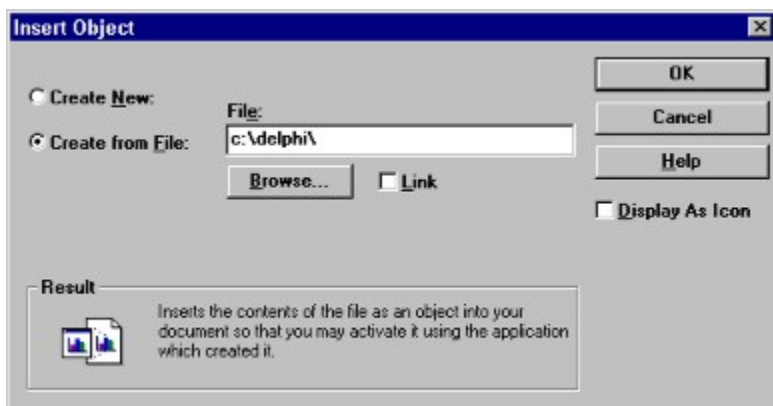 Insert Object
OK
Create New:
File:
Cancel
Create from File:
c:\delphi\
Help
Browse...
Link
Display As Icon
Result
Inserts the contents of the file as an object into your
document so that you may activate it using the application
which created it.